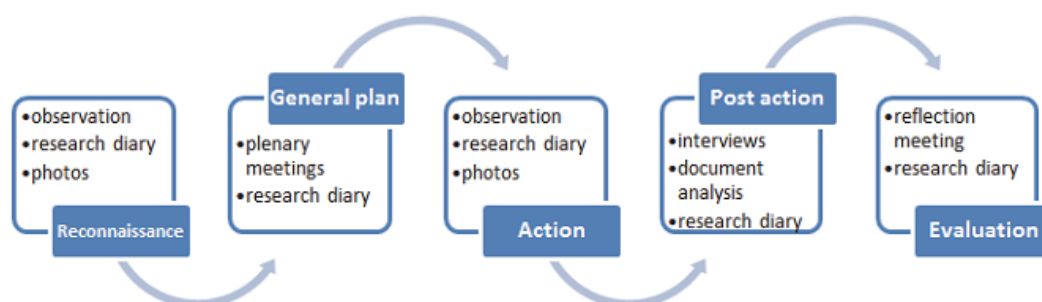 •observation
•research diary
•photos
Reconnaissance
General plan
•plenary
meetings
•research diary
•observation
•research diary
•photos
Action
Post action
•interviews
•document
analysis
•research diary
•reflection
meeting
•research diary
Evaluation